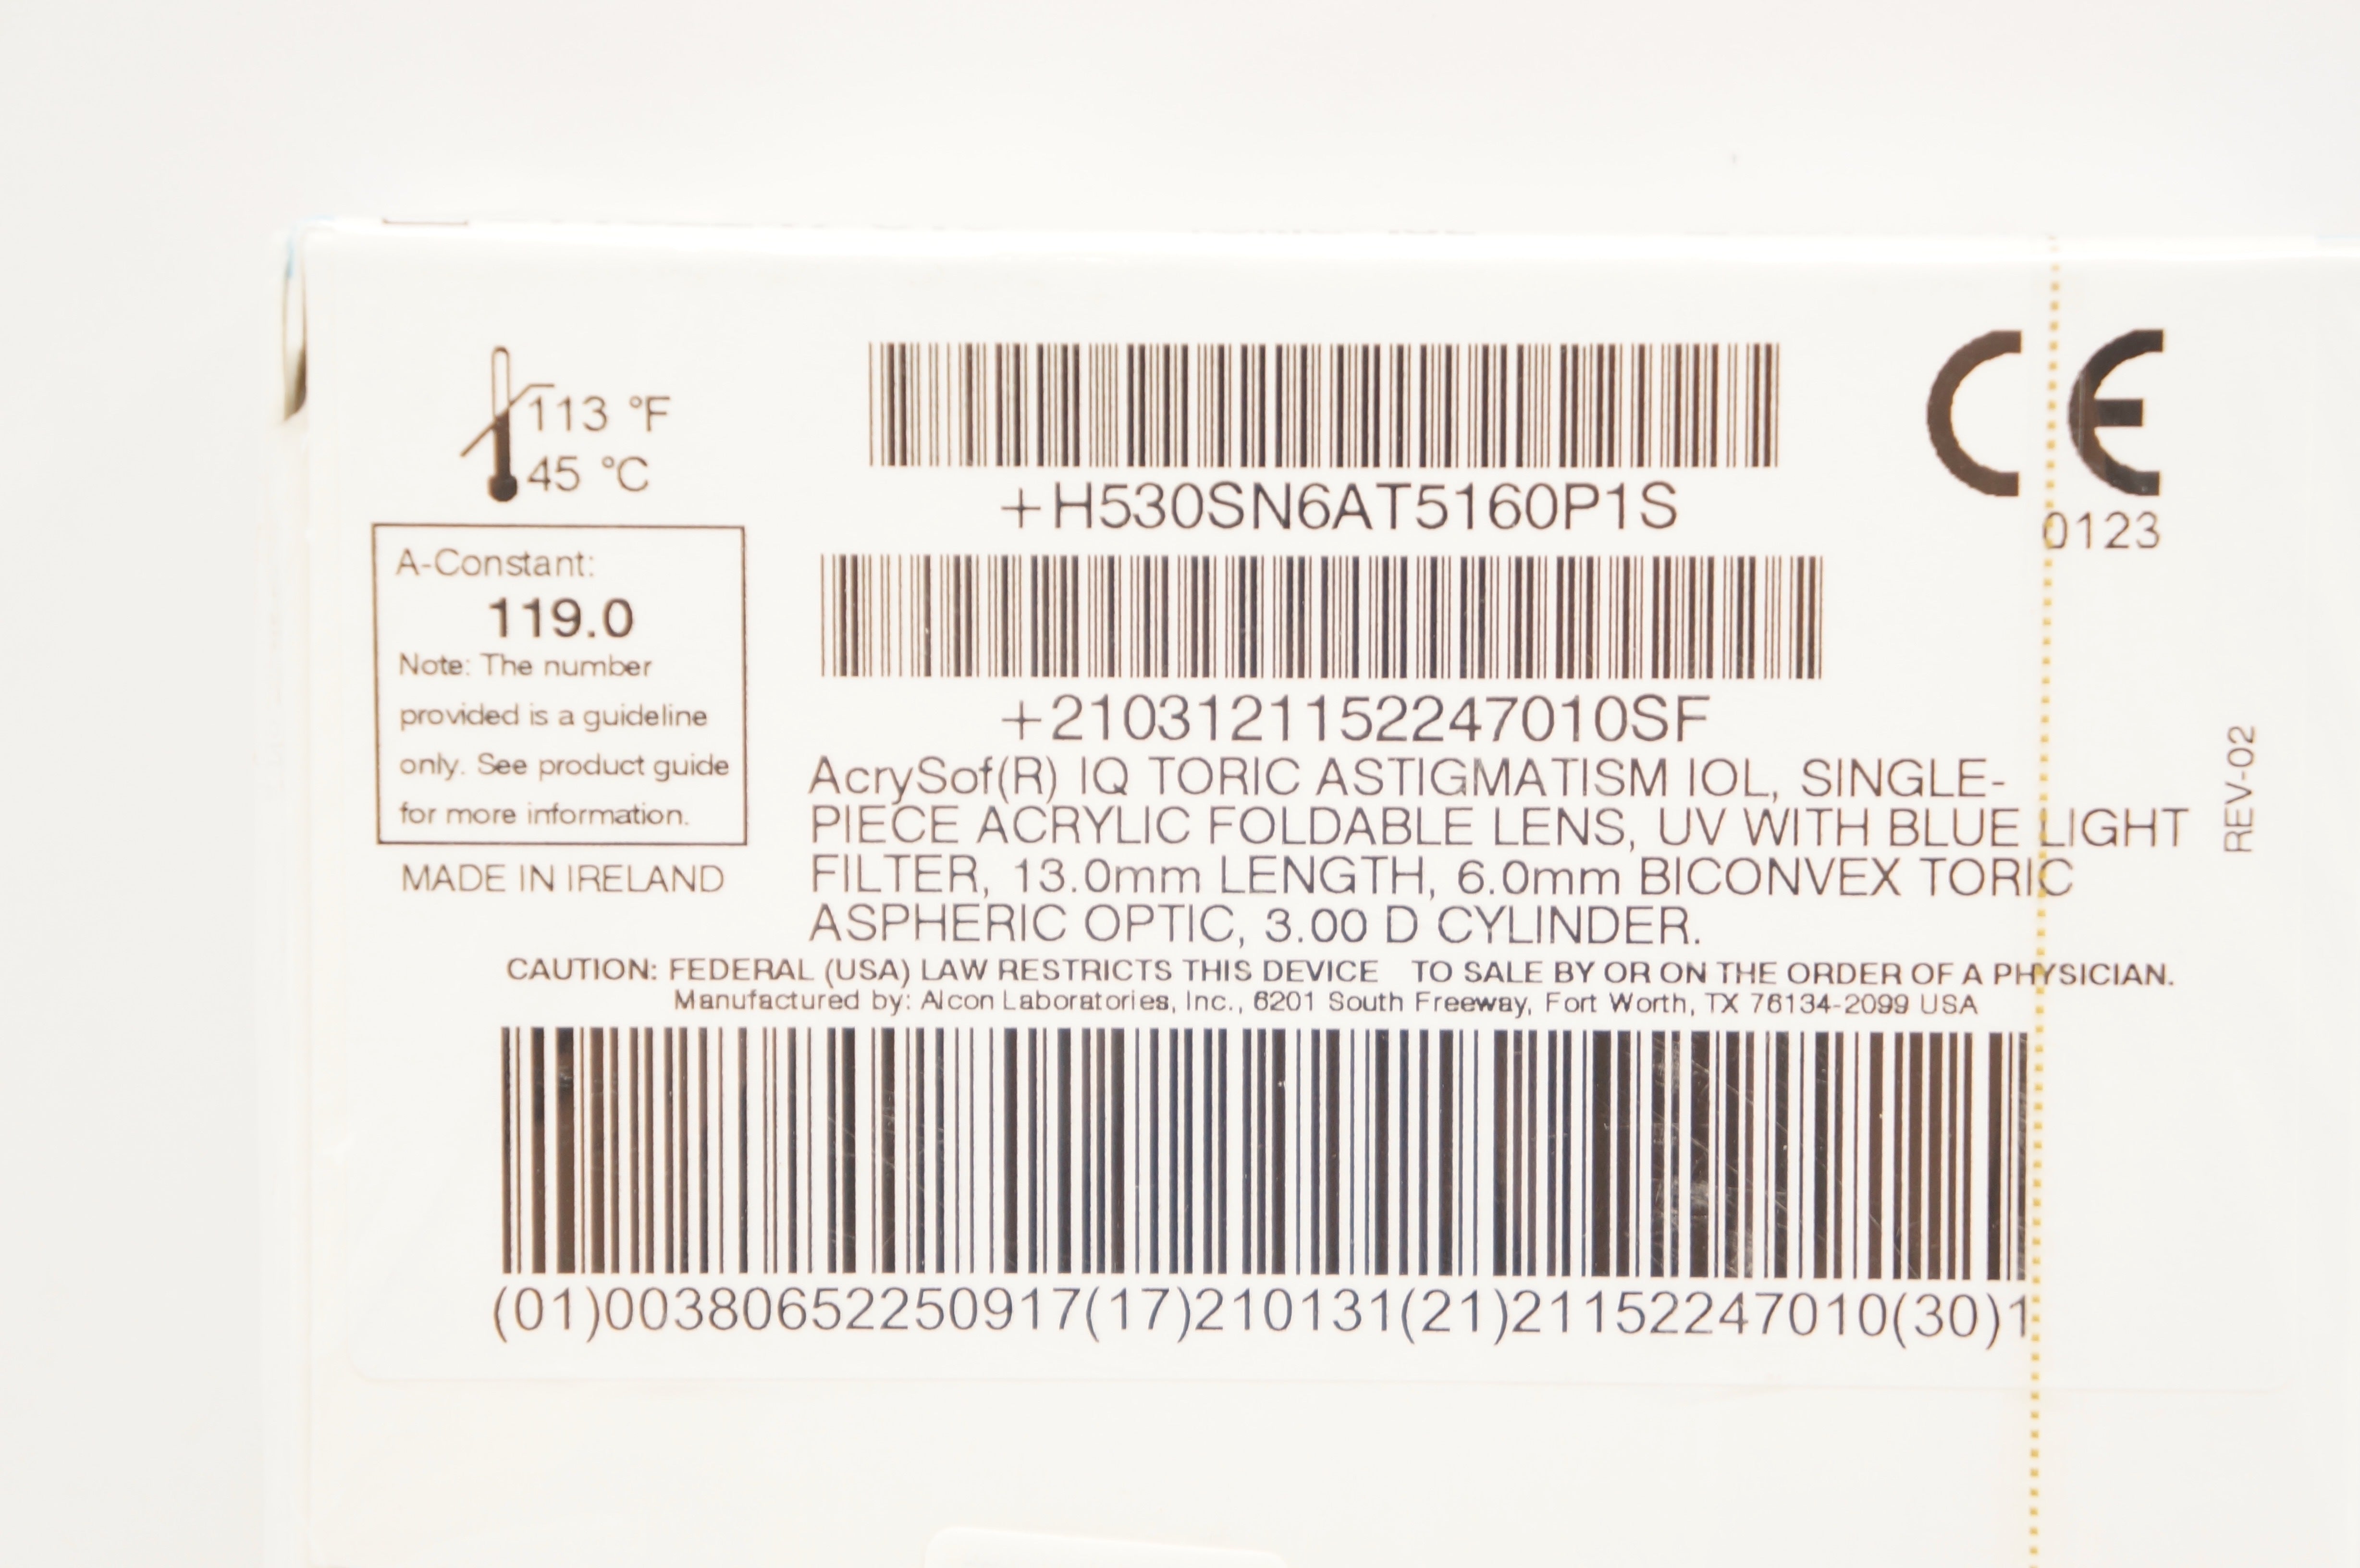 113 °F
45 °C
A-Constant:
119.0
Note: The number
provided is a guideline
only. See product guide
for more information.
MADE IN IRELAND
+H530SN6AT5160P1S
+2103121152247010SF
AcrySof(R) IQ TORIC ASTIGMATISM IOL, SINGLE-
PIECE ACRYLIC FOLDABLE LENS, UV WITH BLUE LIGHT
FILTER, 13.0mm LENGTH, 6.0mm BICONVEX TORIC
ASPHERIC OPTIC, 3.00 D CYLINDER.
CE
0123
REV-02
CAUTION: FEDERAL (USA) LAW RESTRICTS THIS DEVICE TO SALE BY OR ON THE ORDER OF A PHYSICIAN.
Manufactured by: Alcon Laboratories, Inc., 6201 South Freeway, Fort Worth, TX 76134-2099 USA
(01)00380652250917(17)210131(21)21152247010(30)1